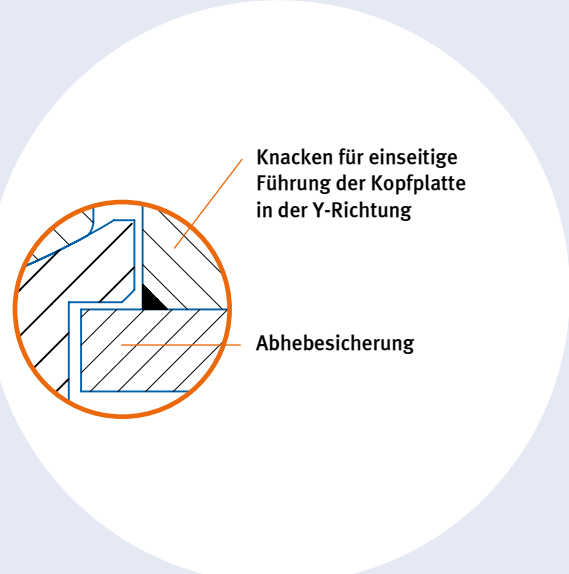 Knacken für einseitige
Führung der Kopfplatte
in der Y-Richtung
Abhebesicherung